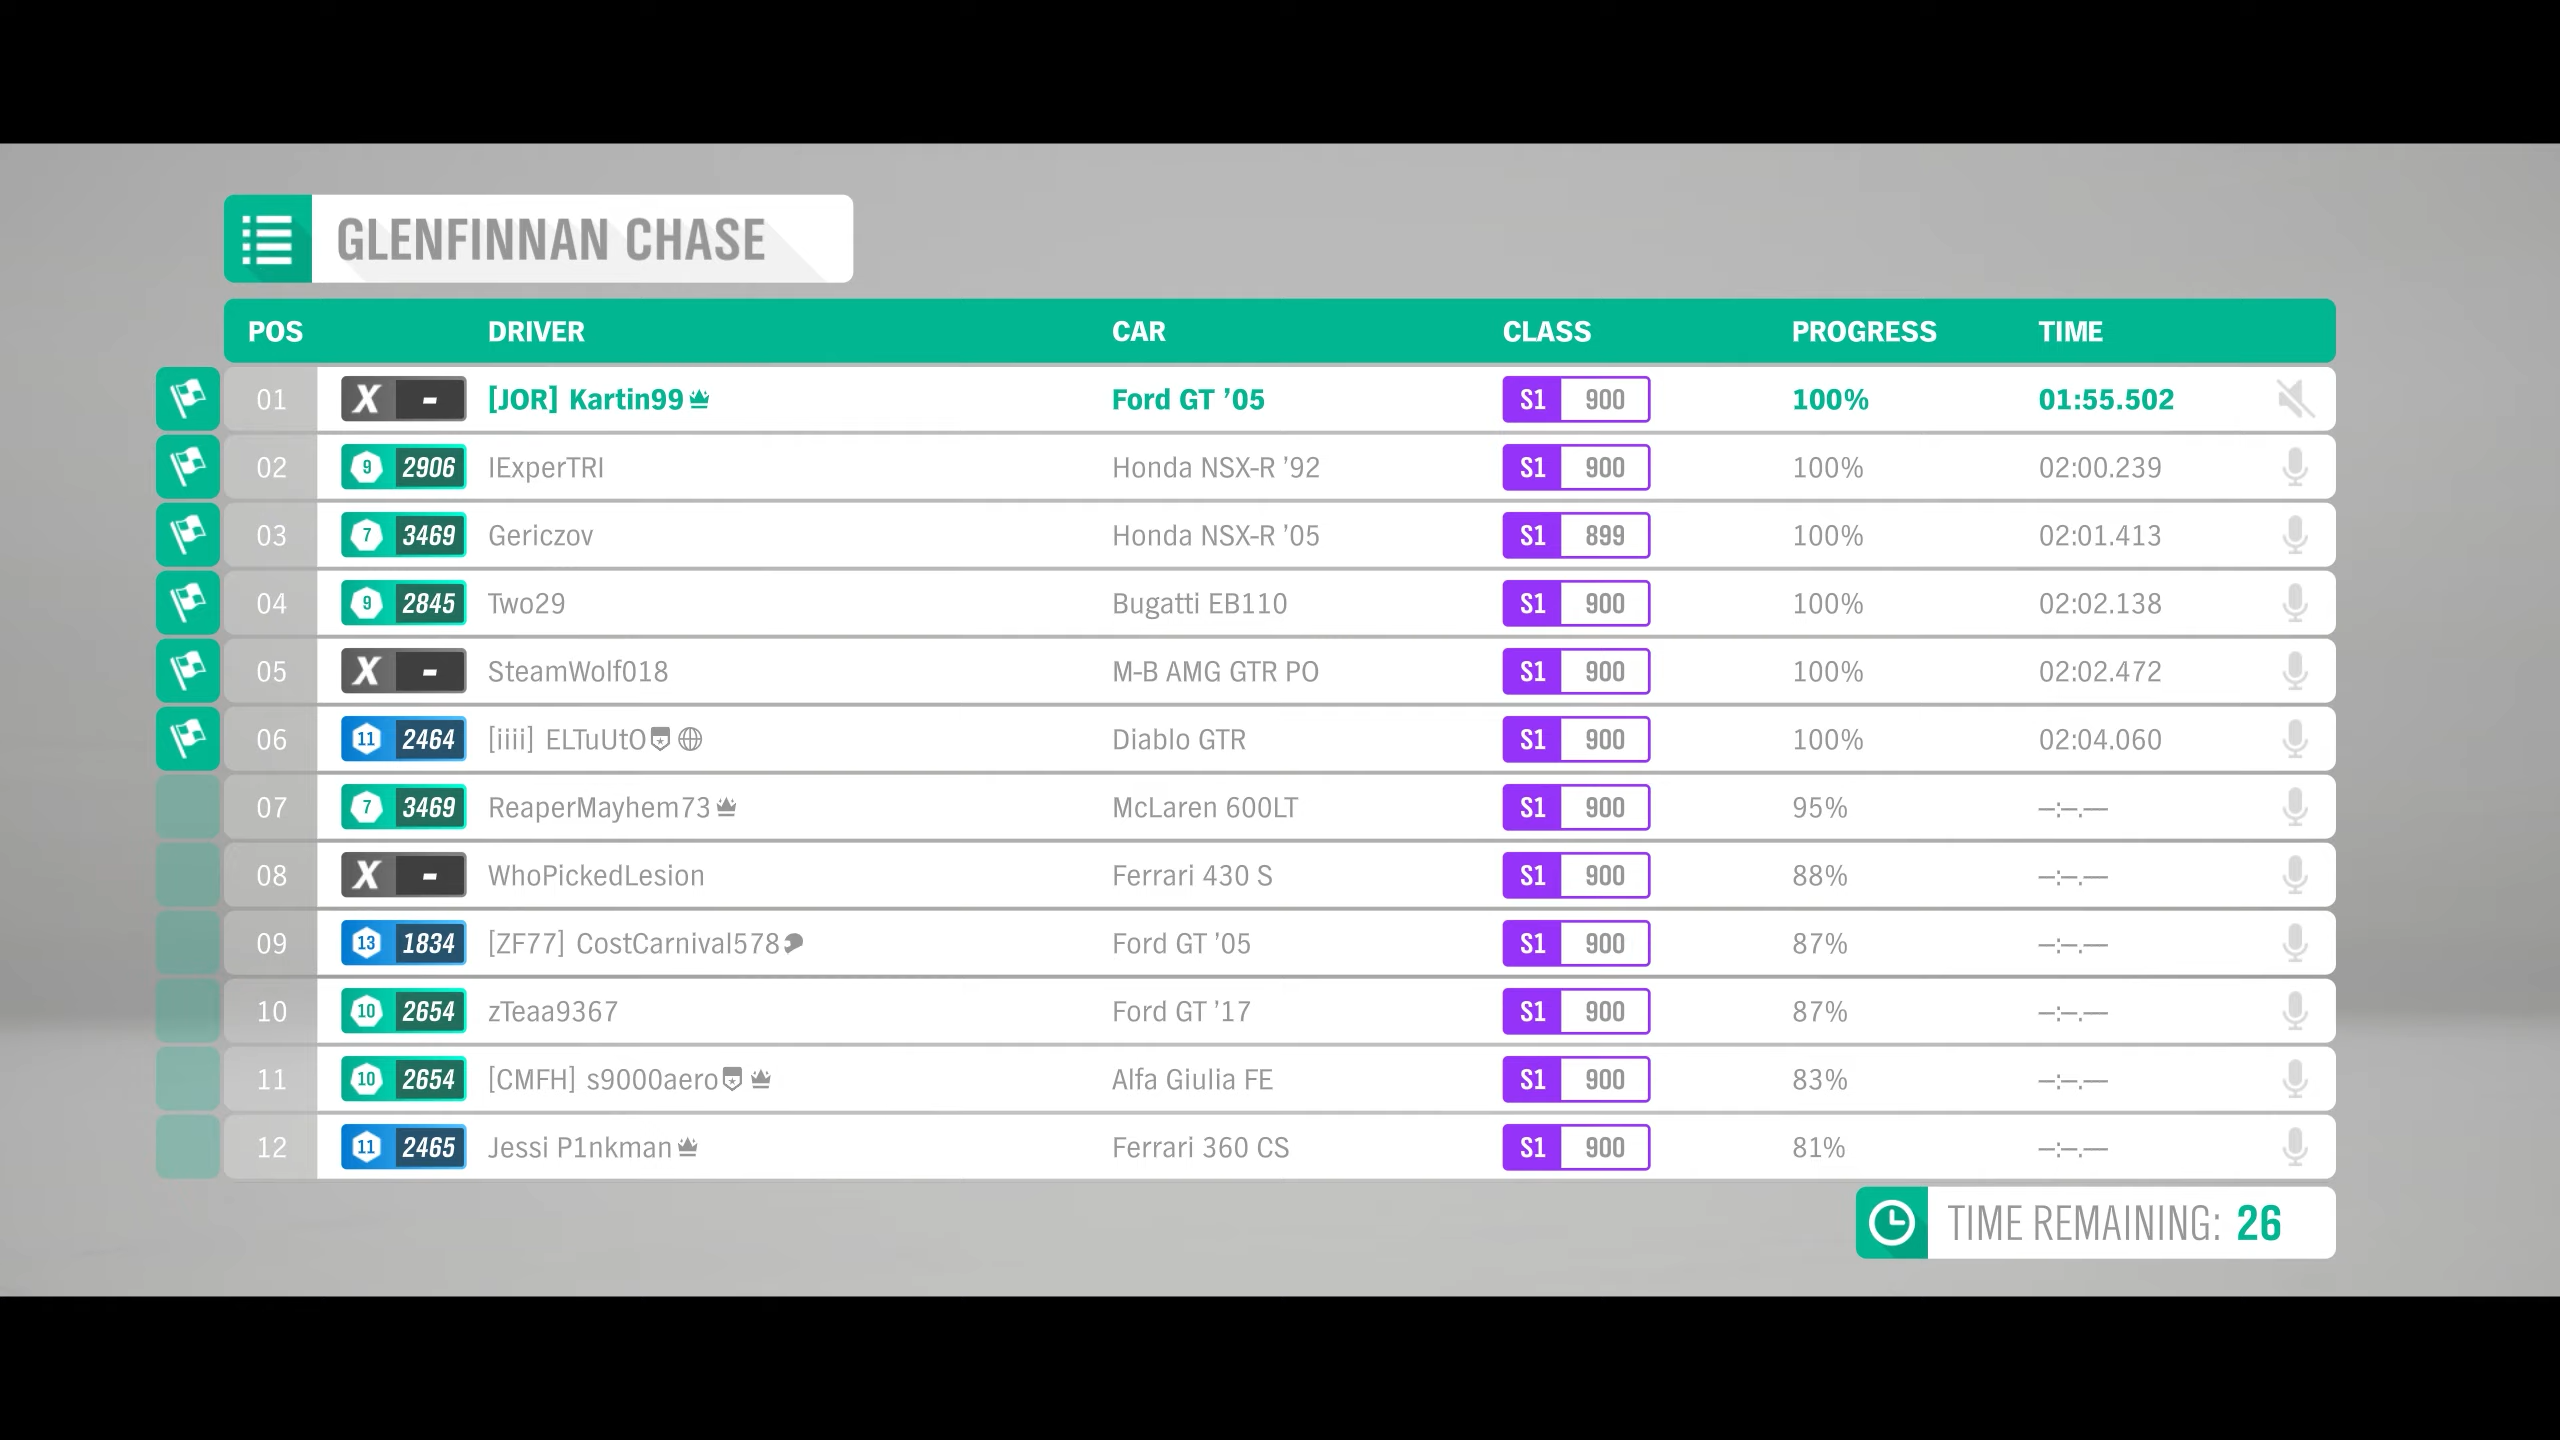 GLENFINNAN CHASE
POS DRIVER CAR CLASS PROGRESS TIME
01 X - [JOR] Kartin99 Ford GT ’05 S1 900 100% 01:55.502
02 9 2906 IExperTRI Honda NSX-R ’92 S1 900 100% 02:00.239
03 7 3469 Gericzov Honda NSX-R ’05 S1 899 100% 02:01.413
04 9 2845 Two29 Bugatti EB110 S1 900 100% 02:02.138
05 X - SteamWolf018 M-B AMG GTR PO S1 900 100% 02:02.472
06 11 2464 [iiii] ELTuUtO Diablo GTR S1 900 100% 02:04.060
07 7 3469 ReaperMayhem73 McLaren 600LT S1 900 95% –:–.––
08 X - WhoPickedLesion Ferrari 430 S S1 900 88% –:–.––
09 13 1834 [ZF77] CostCarnival578 Ford GT ’05 S1 900 87% –:–.––
10 10 2654 zTeaa9367 Ford GT ’17 S1 900 87% –:–.––
11 10 2654 [CMFH] s9000aero Alfa Giulia FE S1 900 83% –:–.––
12 11 2465 Jessi P1nkman Ferrari 360 CS S1 900 81% –:–.––
TIME REMAINING: 26